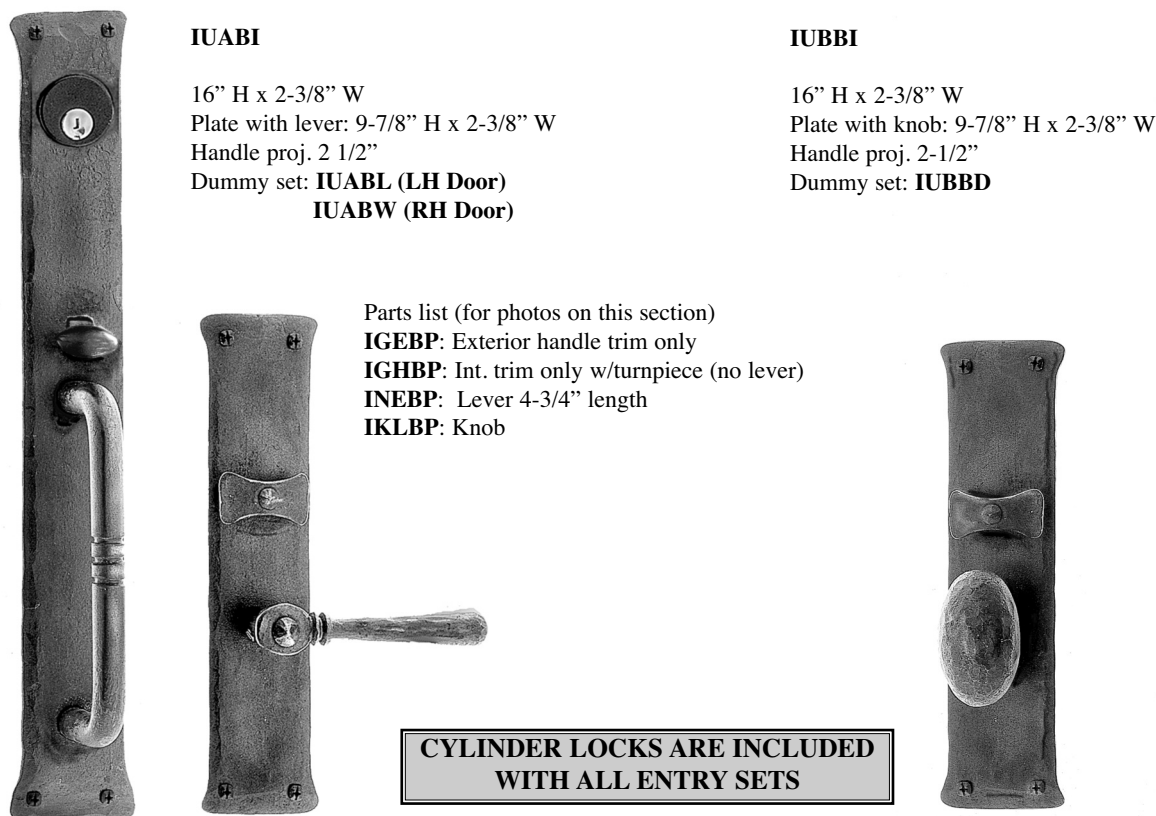 IUABI
16” H x 2-3/8” W
Plate with lever: 9-7/8” H x 2-3/8” W
Handle proj. 2 1/2”
Dummy set: IUABL (LH Door)
IUABW (RH Door)
IUBBI
16” H x 2-3/8” W
Plate with knob: 9-7/8” H x 2-3/8” W
Handle proj. 2-1/2”
Dummy set: IUBBD
Parts list (for photos on this section)
IGEBP: Exterior handle trim only
IGHBP: Int. trim only w/turnpiece (no lever)
INEBP:  Lever 4-3/4” length
IKLBP: Knob
CYLINDER LOCKS ARE INCLUDED
WITH ALL ENTRY SETS